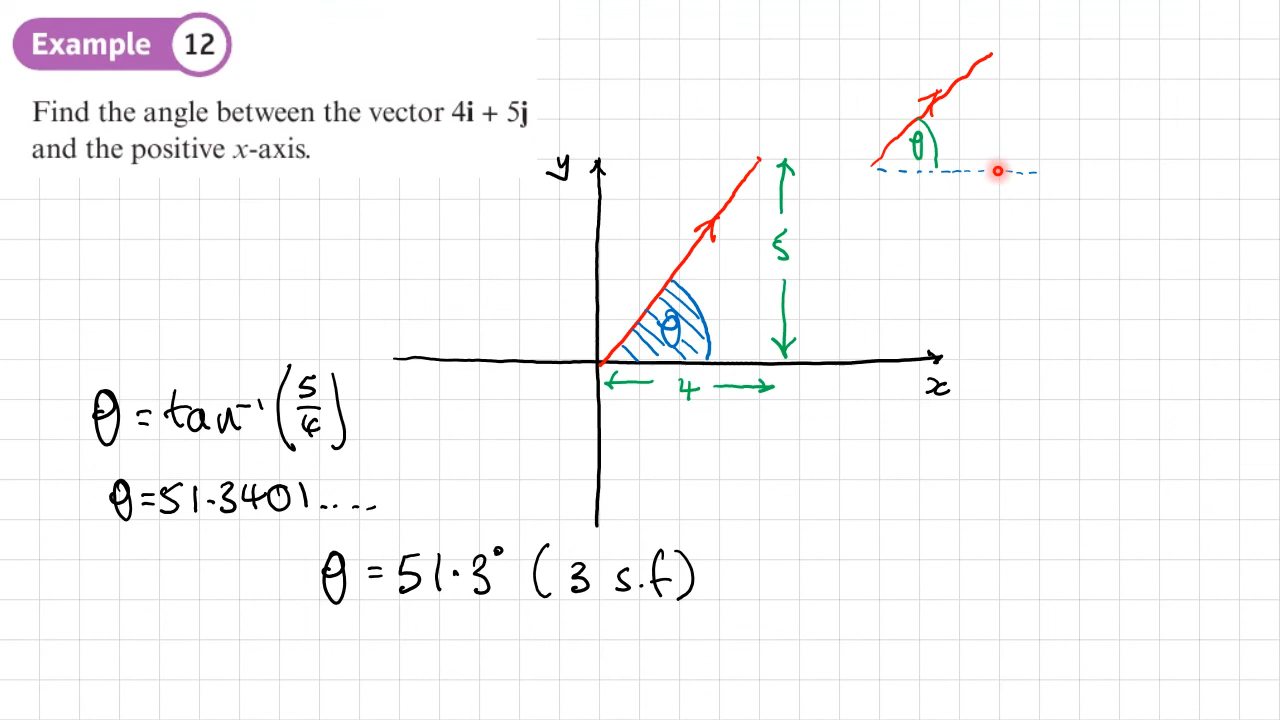 Example 12
Find the angle between the vector 4i + 5j
and the positive x-axis.
y
θ
5
θ
4
x
θ = tan⁻¹ (5/4)
θ = 51.3401....
θ = 51.3° (3 s.f)